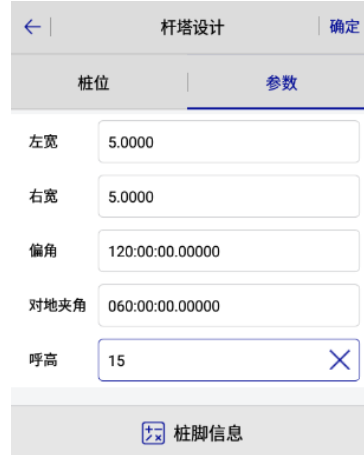 杆塔设计 确定
桩位 参数
左宽 5.0000
右宽 5.0000
偏角 120:00:00.00000
对地夹角 060:00:00.00000
呼高 15
桩脚信息